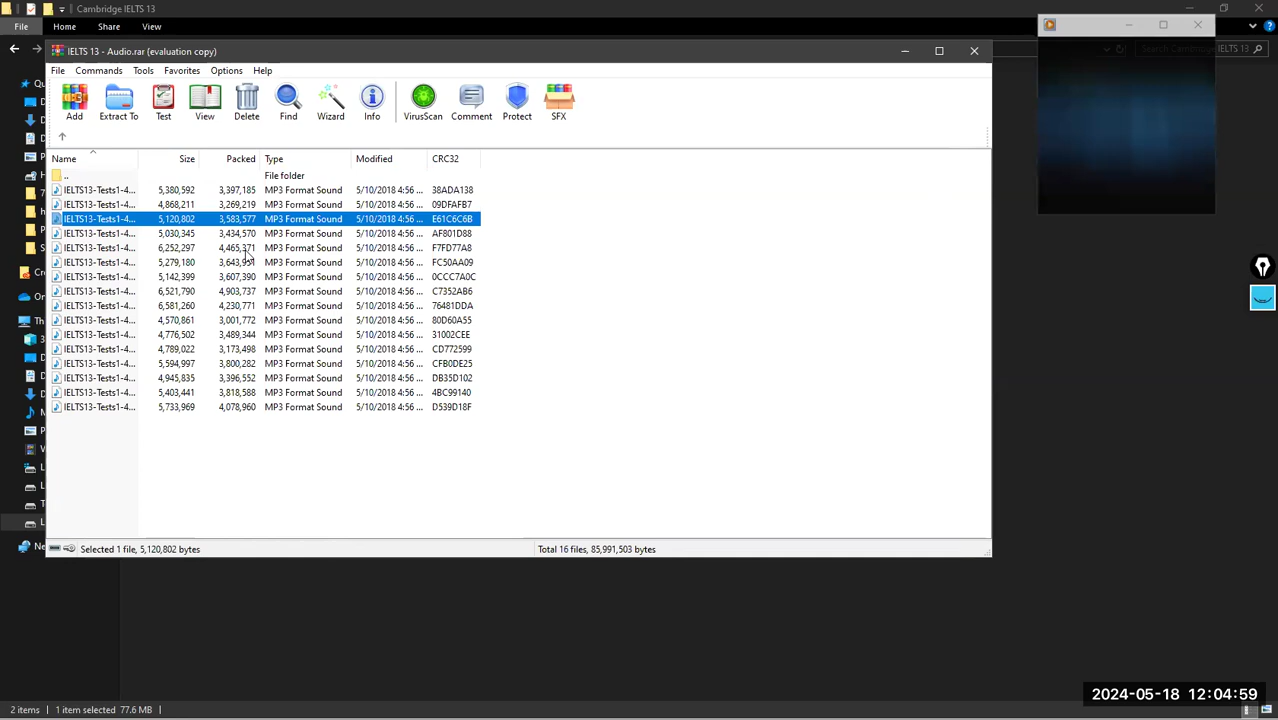 Cambridge IELTS 13
File Home Share View
Search Cambridge IELTS 13
IELTS 13 - Audio.rar (evaluation copy)
File Commands Tools Favorites Options Help
Add Extract To Test View Delete Find Wizard Info VirusScan Comment Protect SFX
Name Size Packed Type Modified CRC32
.. File folder
IELTS13-Tests1-4... 5,380,592 3,397,185 MP3 Format Sound 5/10/2018 4:56 ... 38ADA138
IELTS13-Tests1-4... 4,868,211 3,269,219 MP3 Format Sound 5/10/2018 4:56 ... 09DFAFB7
IELTS13-Tests1-4... 5,120,802 3,583,577 MP3 Format Sound 5/10/2018 4:56 ... E61C6C6B
IELTS13-Tests1-4... 5,030,345 3,434,570 MP3 Format Sound 5/10/2018 4:56 ... AF801D88
IELTS13-Tests1-4... 6,252,297 4,465,371 MP3 Format Sound 5/10/2018 4:56 ... F7FD77A8
IELTS13-Tests1-4... 5,279,180 MP3 Format Sound 5/10/2018 4:56 ... FC50AA09
IELTS13-Tests1-4... 5,142,399 3,607,390 MP3 Format Sound 5/10/2018 4:56 ... 0CCC7A0C
IELTS13-Tests1-4... 6,521,790 4,903,737 MP3 Format Sound 5/10/2018 4:56 ... C7352AB6
IELTS13-Tests1-4... 6,581,260 4,230,771 MP3 Format Sound 5/10/2018 4:56 ... 76481DDA
IELTS13-Tests1-4... 4,570,861 3,001,772 MP3 Format Sound 5/10/2018 4:56 ... 80D60A55
IELTS13-Tests1-4... 4,776,502 3,489,344 MP3 Format Sound 5/10/2018 4:56 ... 31002CEE
IELTS13-Tests1-4... 4,789,022 3,173,498 MP3 Format Sound 5/10/2018 4:56 ... CD772599
IELTS13-Tests1-4... 5,594,997 3,800,282 MP3 Format Sound 5/10/2018 4:56 ... CFB0DE25
IELTS13-Tests1-4... 4,945,835 3,396,552 MP3 Format Sound 5/10/2018 4:56 ... DB35D102
IELTS13-Tests1-4... 5,403,441 3,818,588 MP3 Format Sound 5/10/2018 4:56 ... 4BC99140
IELTS13-Tests1-4... 5,733,969 4,078,960 MP3 Format Sound 5/10/2018 4:56 ... D539D18F
Selected 1 file, 5,120,802 bytes Total 16 files, 85,991,503 bytes
2 items 1 item selected 77.6 MB
2024-05-18 12:04:59